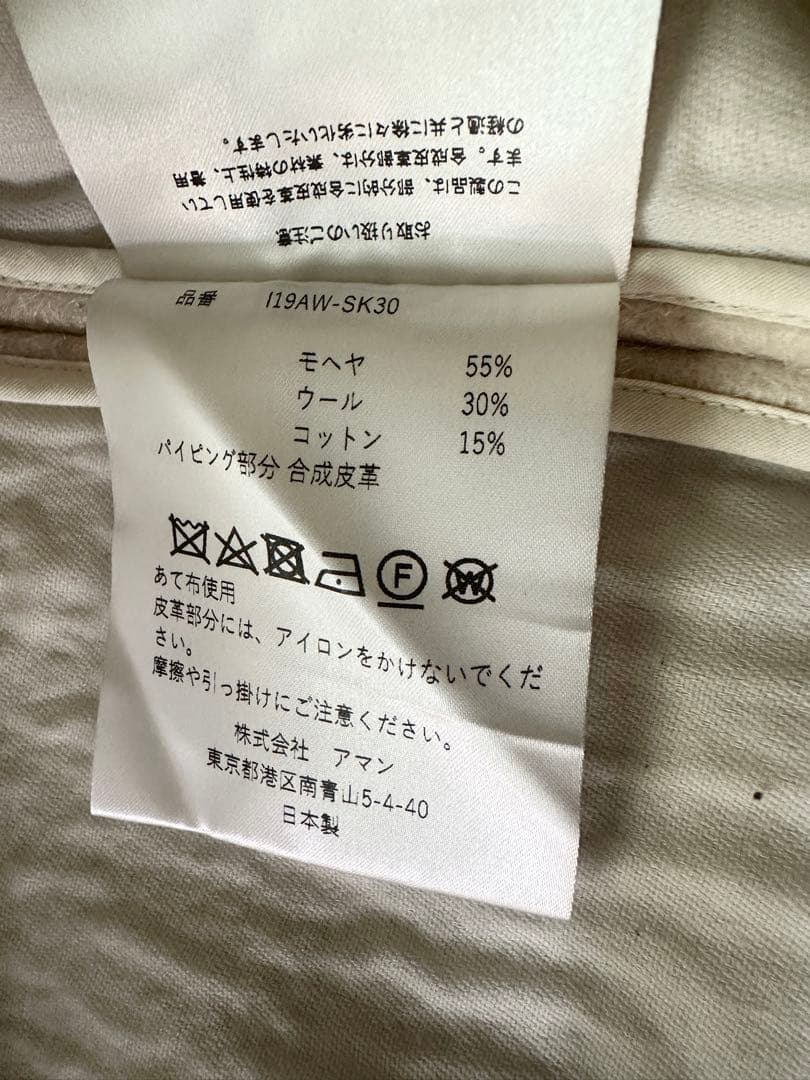 お取り扱いのご注意
この製品は、部分的に合成皮革を使用してい
ます。合成皮革部分は、素材の特性上、着用
の経過と共に徐々に劣化いたします。
品番 I19AW-SK30
モヘヤ 55%
ウール 30%
コットン 15%
パイピング部分 合成皮革
F W
あて布使用
皮革部分には、アイロンをかけないでくだ
さい。
摩擦や引っ掛けにご注意ください。
株式会社 アマン
東京都港区南青山5-4-40
日本製